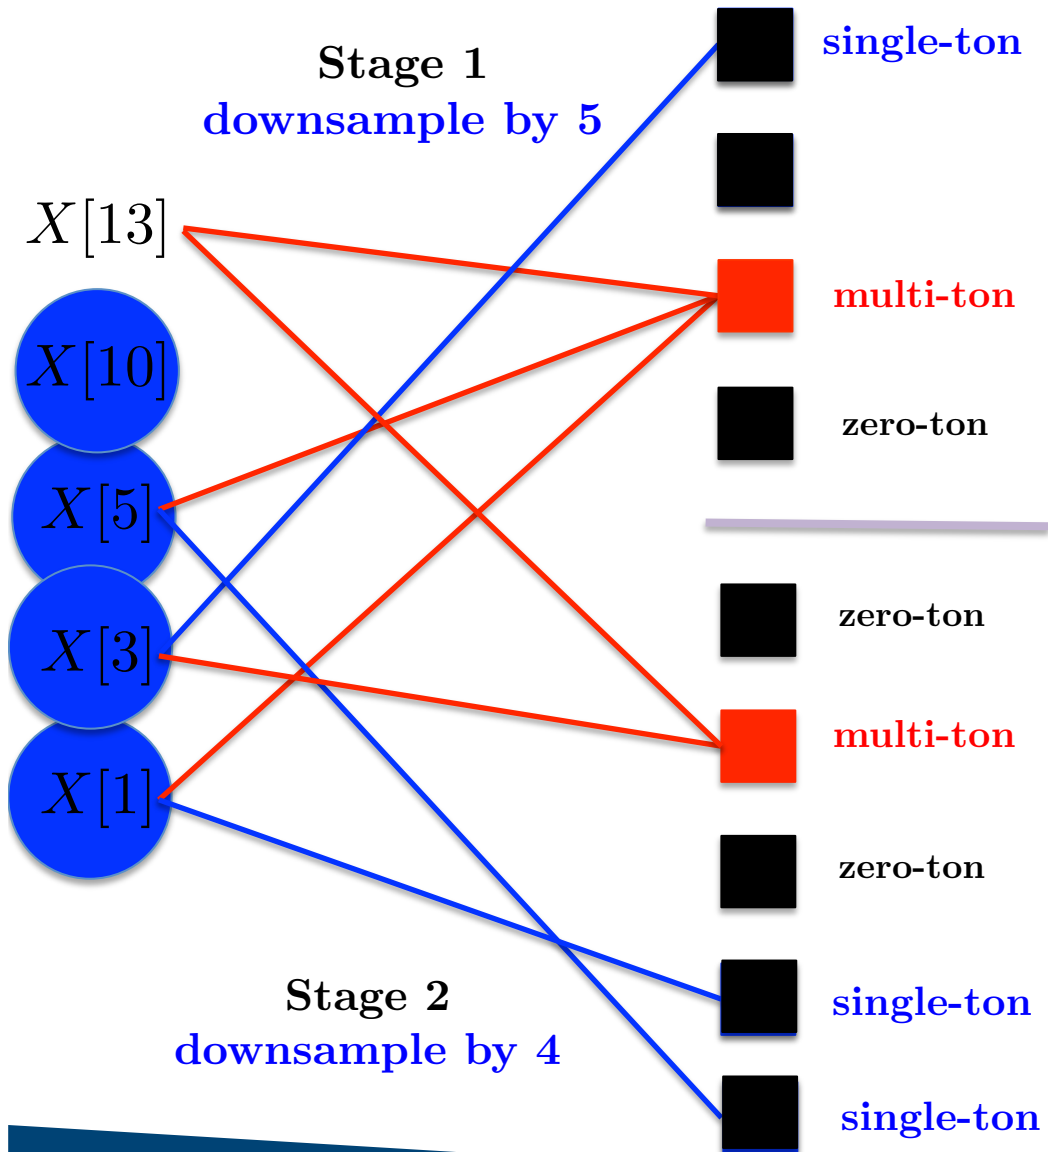 single-ton
Stage 1
downsample by 5
X[13]
multi-ton
X[10]
zero-ton
X[5]
zero-ton
X[3]
multi-ton
X[1]
zero-ton
Stage 2
single-ton
downsample by 4
single-ton